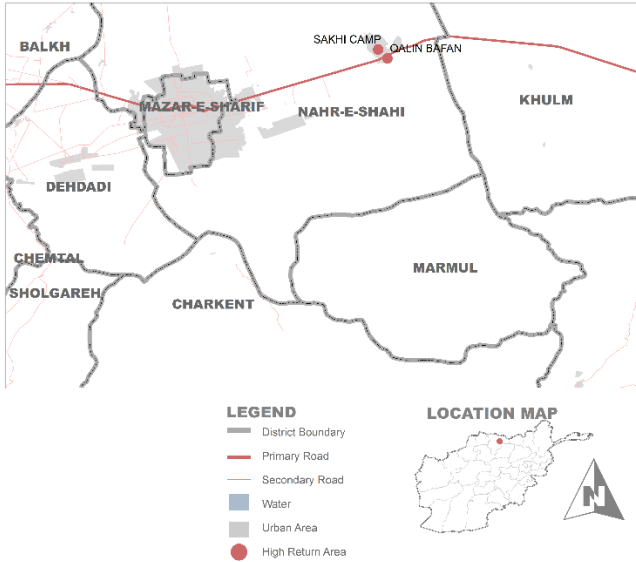 SAKHI CAMP
QALIN BAFAN
BALKH
MAZAR-E-SHARIF
NAHR-E-SHAHI
KHULM
DEHDADI
CHEMTAL
SHOLGAREH
CHARKENT
MARMUL
LEGEND
District Boundary
Primary Road
Secondary Road
Water
Urban Area
High Return Area
LOCATION MAP
N